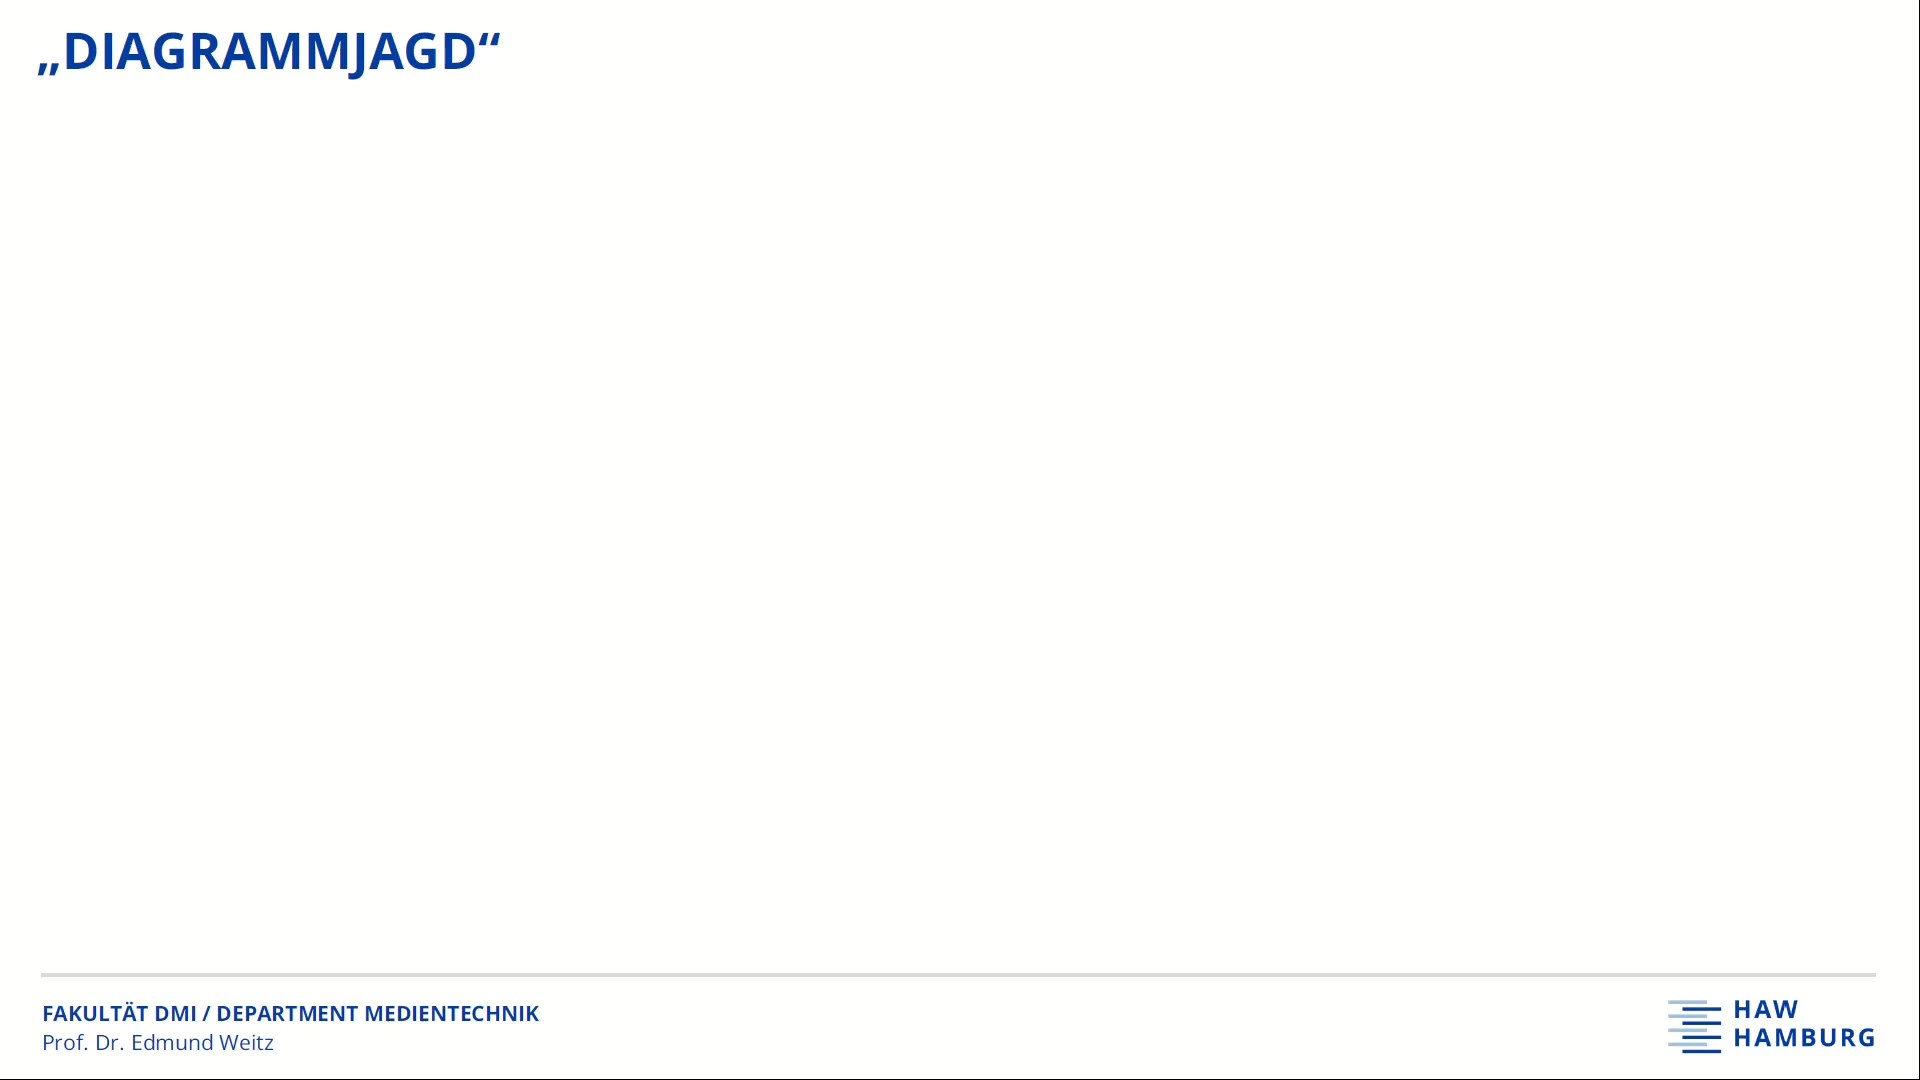 „DIAGRAMMJAGD“
FAKULTÄT DMI / DEPARTMENT MEDIENTECHNIK
Prof. Dr. Edmund Weitz
HAW
HAMBURG